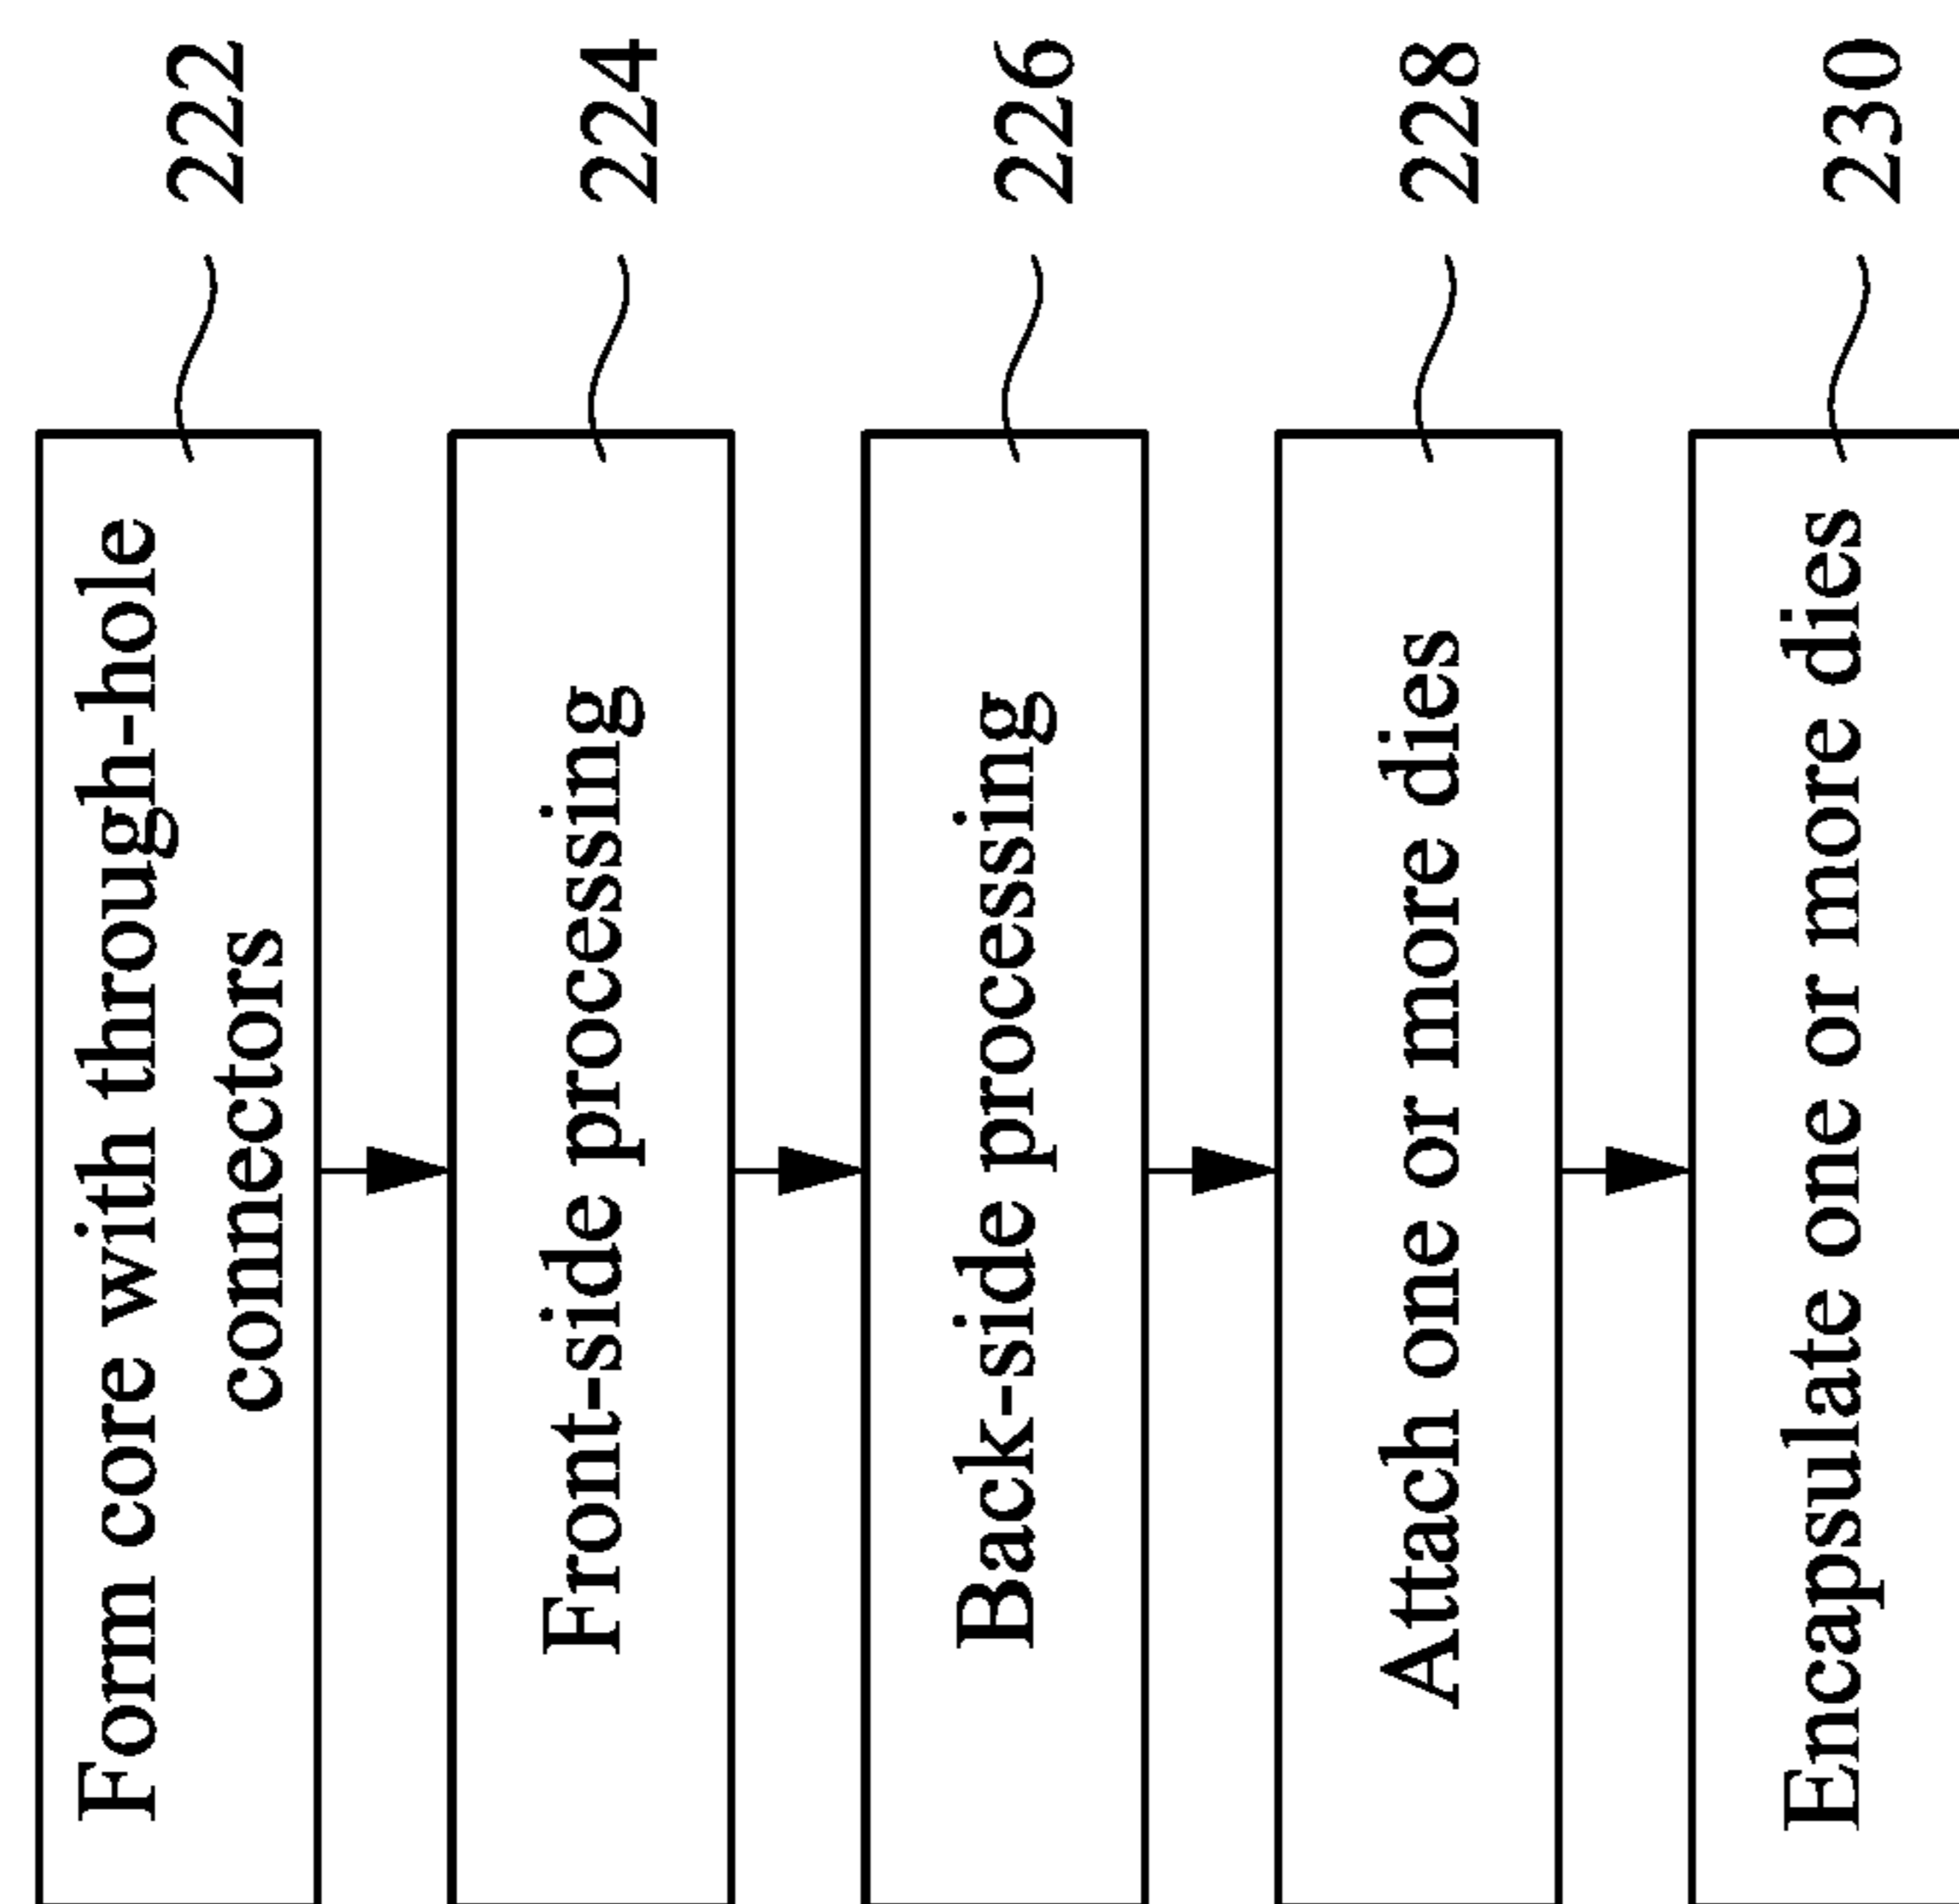 Form core with through-hole
connectors
222
Front-side processing
224
Back-side processing
226
Attach one or more dies
228
Encapsulate one or more dies
230